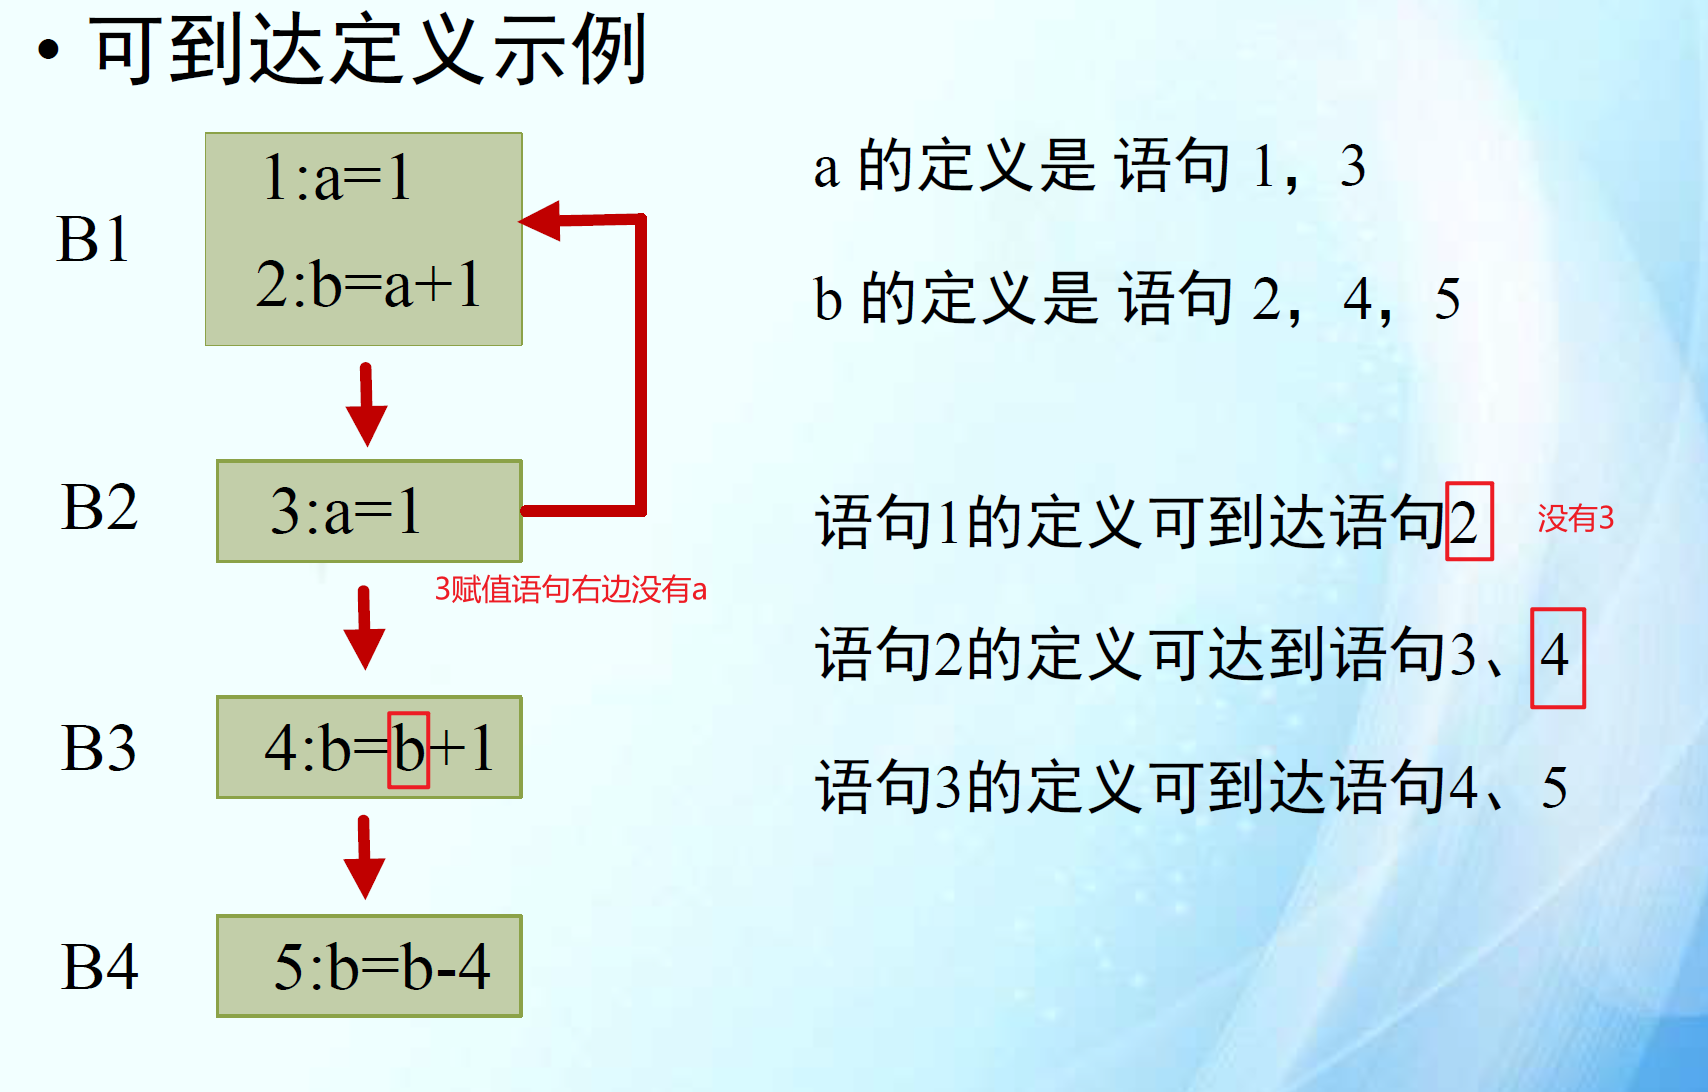 • 可到达定义示例
B1
1:a=1
2:b=a+1
B2
3:a=1
3赋值语句右边没有a
B3
4:b=b+1
B4
5:b=b-4
a 的定义是 语句 1，3
b 的定义是 语句 2，4，5
语句1的定义可到达语句2
没有3
语句2的定义可达到语句3、4
语句3的定义可到达语句4、5